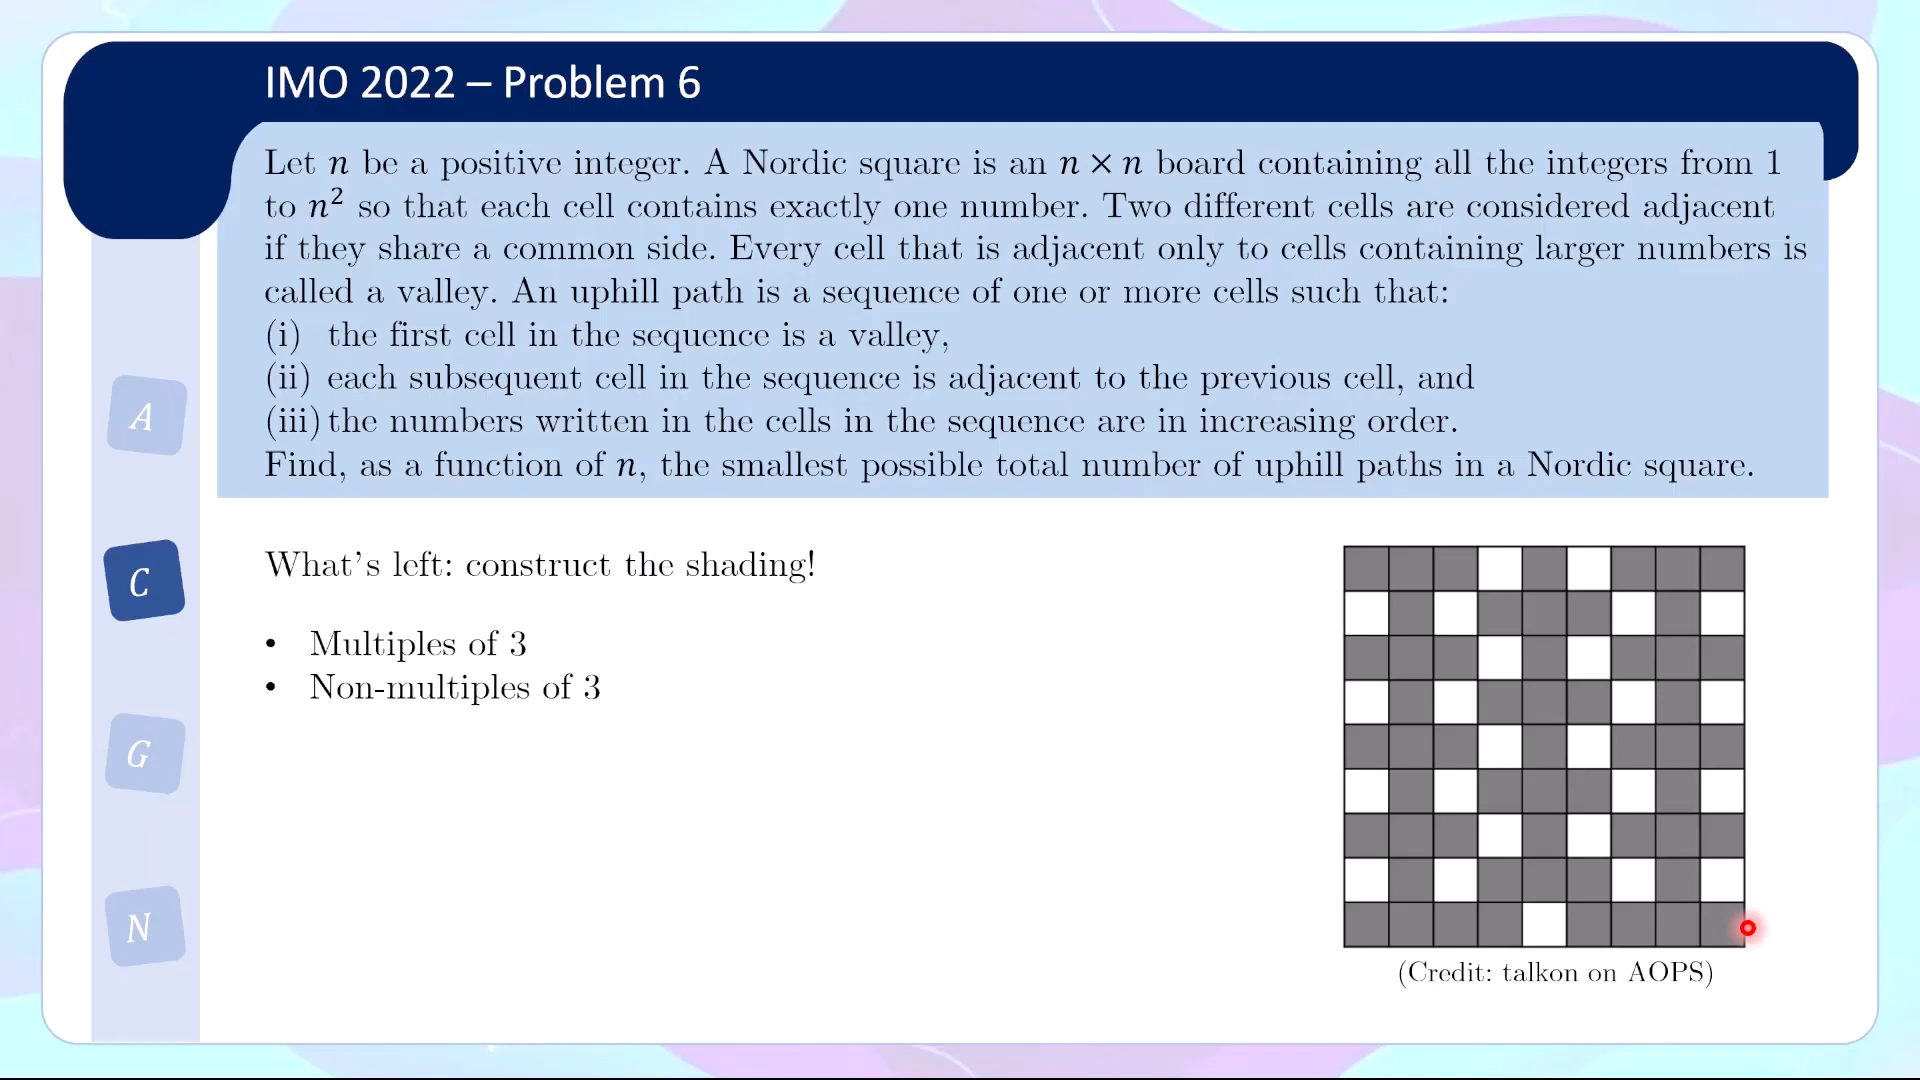 IMO 2022 – Problem 6
Let n be a positive integer. A Nordic square is an n × n board containing all the integers from 1
to n² so that each cell contains exactly one number. Two different cells are considered adjacent
if they share a common side. Every cell that is adjacent only to cells containing larger numbers is
called a valley. An uphill path is a sequence of one or more cells such that:
(i) the first cell in the sequence is a valley,
(ii) each subsequent cell in the sequence is adjacent to the previous cell, and
(iii) the numbers written in the cells in the sequence are in increasing order.
Find, as a function of n, the smallest possible total number of uphill paths in a Nordic square.
A
C
G
N
What's left: construct the shading!
• Multiples of 3
• Non-multiples of 3
(Credit: talkon on AOPS)